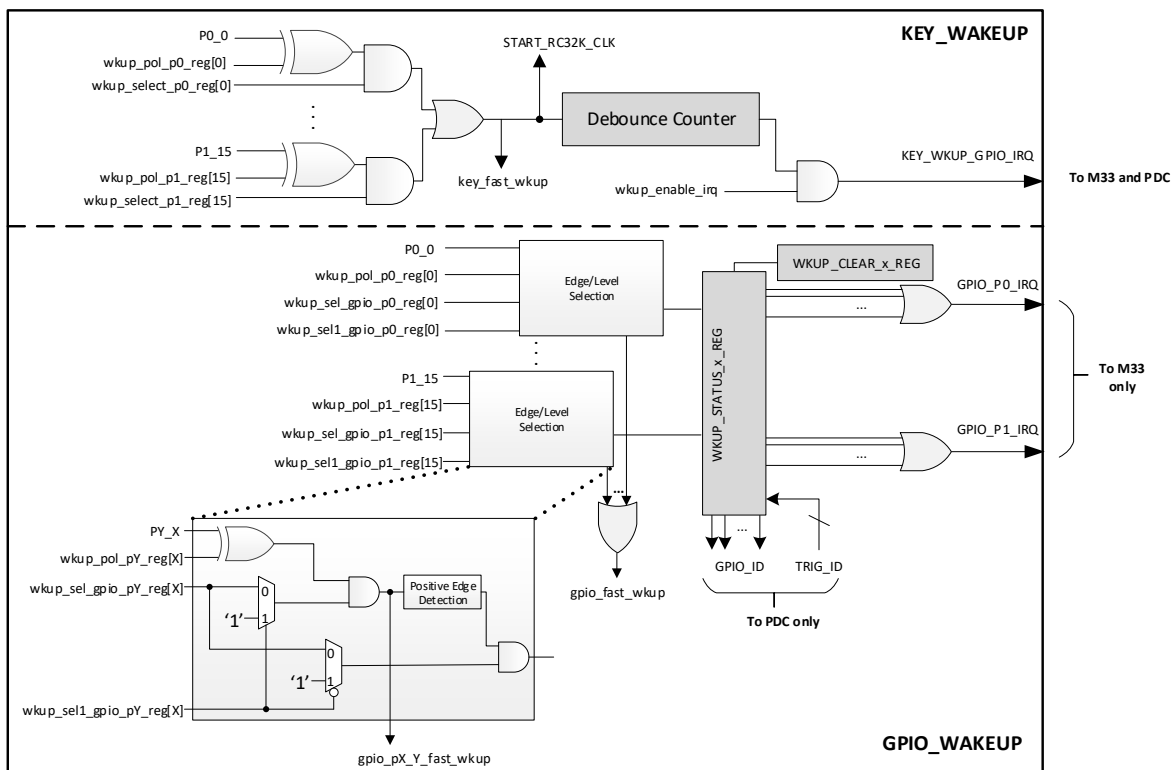 KEY_WAKEUP
P0_0
START_RC32K_CLK
wkup_pol_p0_reg[0]
wkup_select_p0_reg[0]
Debounce Counter
P1_15
KEY_WKUP_GPIO_IRQ
wkup_pol_p1_reg[15]
key_fast_wkup
To M33 and PDC
wkup_select_p1_reg[15]
wkup_enable_irq
P0_0
WKUP_CLEAR_x_REG
wkup_pol_p0_reg[0]
Edge/Level
Selection
GPIO_P0_IRQ
wkup_sel_gpio_p0_reg[0]
...
wkup_sel1_gpio_p0_reg[0]
WKUP_STATUS_x_REG
To M33
only
P1_15
wkup_pol_p1_reg[15]
Edge/Level
Selection
GPIO_P1_IRQ
wkup_sel_gpio_p1_reg[15]
...
wkup_sel1_gpio_p1_reg[15]
...
PY_X
...
wkup_pol_pY_reg[X]
GPIO_ID
TRIG_ID
wkup_sel_gpio_pY_reg[X]
0
Positive Edge
Detection
gpio_fast_wkup
‘1’
1
To PDC only
0
‘1’
1
wkup_sel1_gpio_pY_reg[X]
gpio_pX_Y_fast_wkup
GPIO_WAKEUP